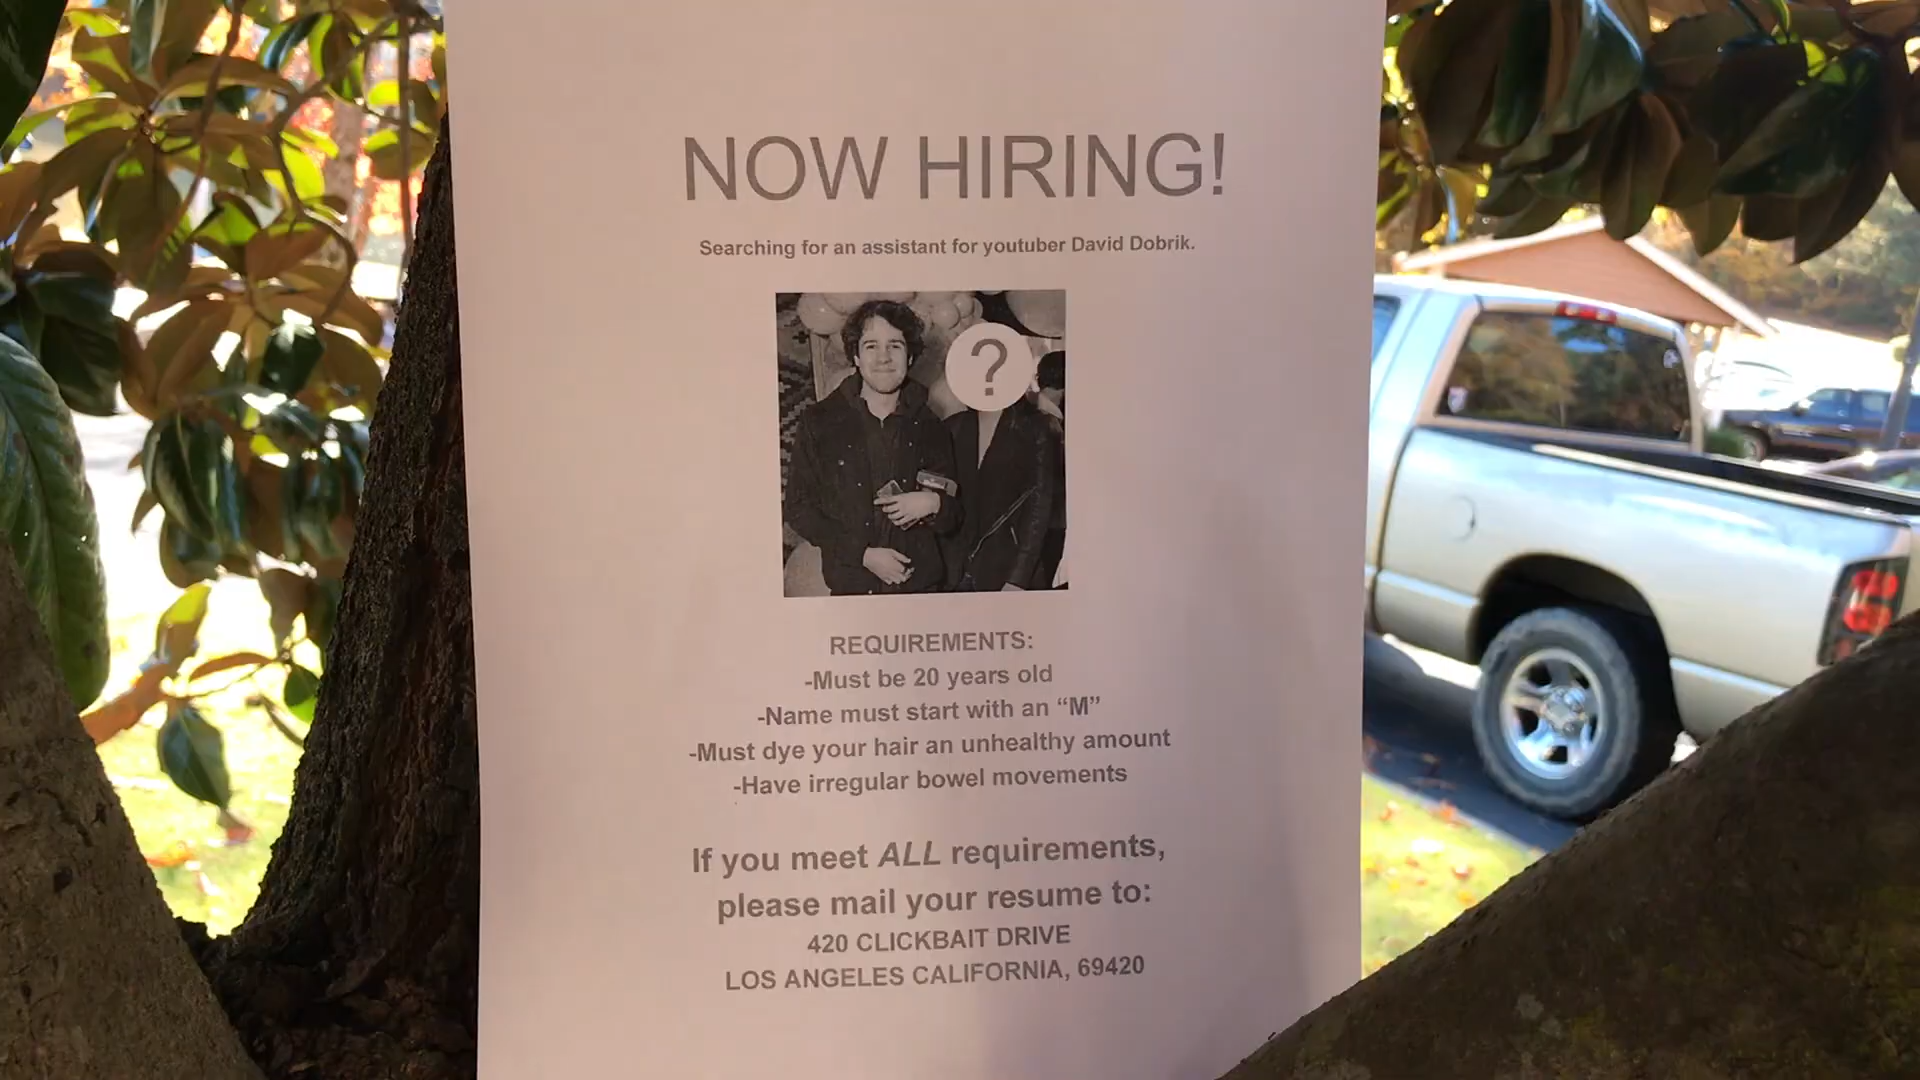 NOW HIRING!
Searching for an assistant for youtuber David Dobrik.
?
REQUIREMENTS:
-Must be 20 years old
-Name must start with an “M”
-Must dye your hair an unhealthy amount
-Have irregular bowel movements
If you meet ALL requirements,
please mail your resume to:
420 CLICKBAIT DRIVE
LOS ANGELES CALIFORNIA, 69420